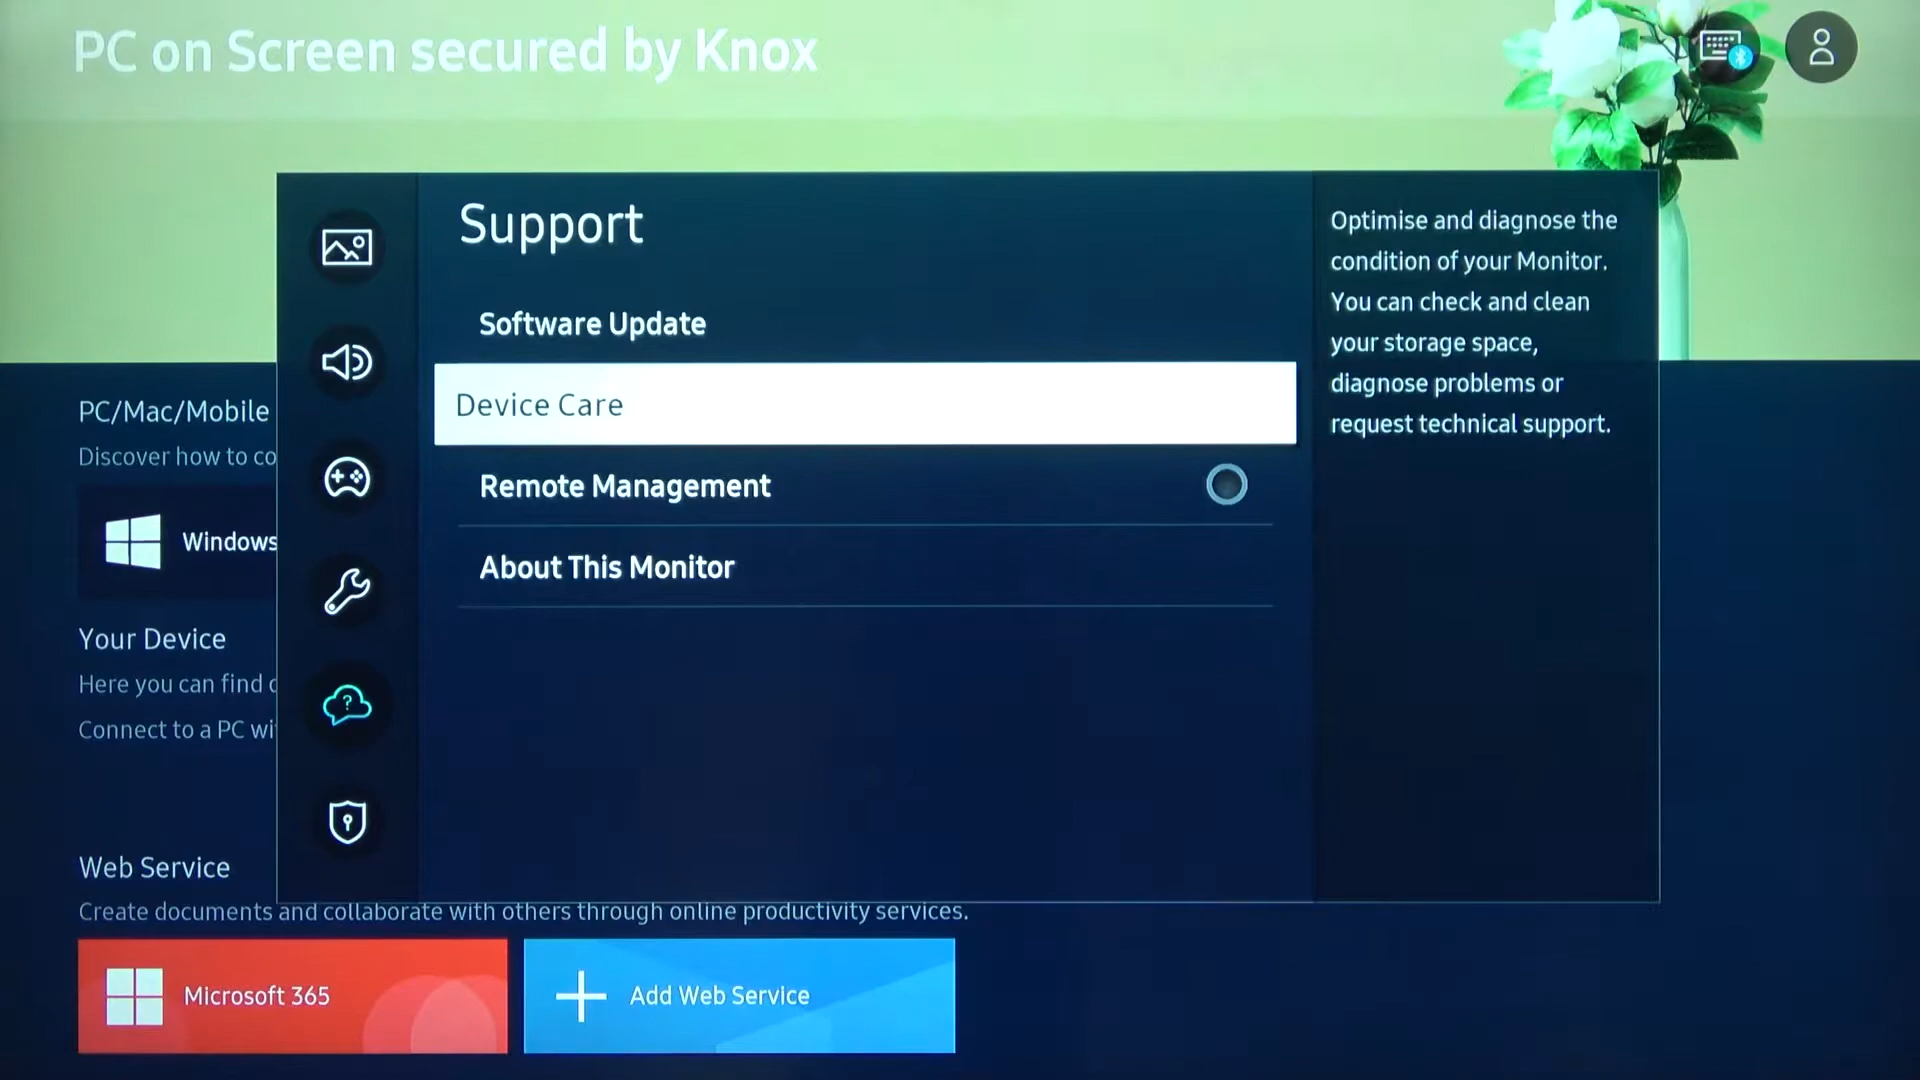 PC on Screen secured by Knox
Support
Software Update
Device Care
Remote Management
About This Monitor
Optimise and diagnose the
condition of your Monitor.
You can check and clean
your storage space,
diagnose problems or
request technical support.
PC/Mac/Mobile
Discover how to co
Windows
Your Device
Here you can find
Connect to a PC wi
Web Service
Create documents and collaborate with others through online productivity services.
Microsoft 365
Add Web Service